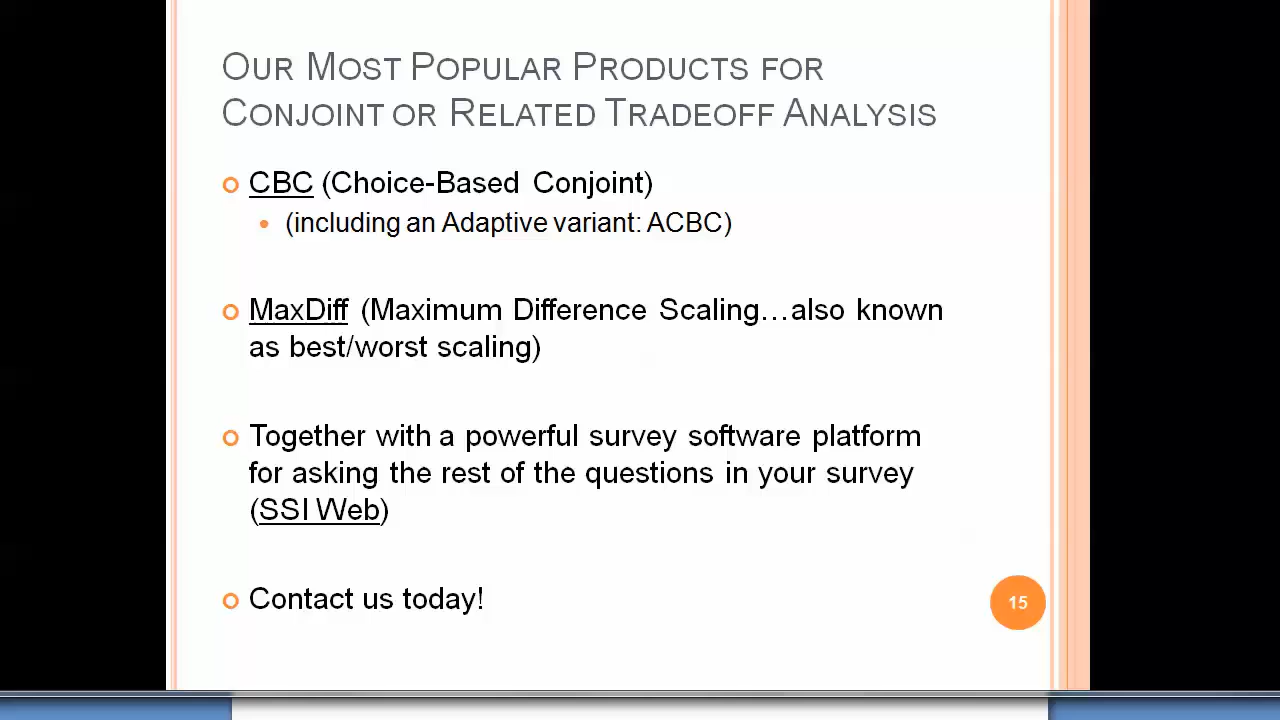 OUR MOST POPULAR PRODUCTS FOR
CONJOINT OR RELATED TRADEOFF ANALYSIS
CBC (Choice-Based Conjoint)
(including an Adaptive variant: ACBC)
MaxDiff (Maximum Difference Scaling…also known
as best/worst scaling)
Together with a powerful survey software platform
for asking the rest of the questions in your survey
(SSI Web)
Contact us today!
15